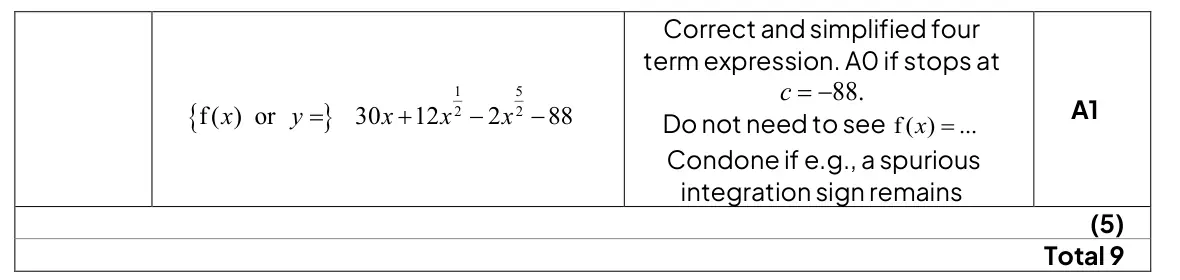 {f(x) or y =} 30x + 12x^{1/2} − 2x^{5/2} − 88
Correct and simplified four
term expression. A0 if stops at
c = −88.
Do not need to see f(x) = ...
Condone if e.g., a spurious
integration sign remains
A1
(5)
Total 9